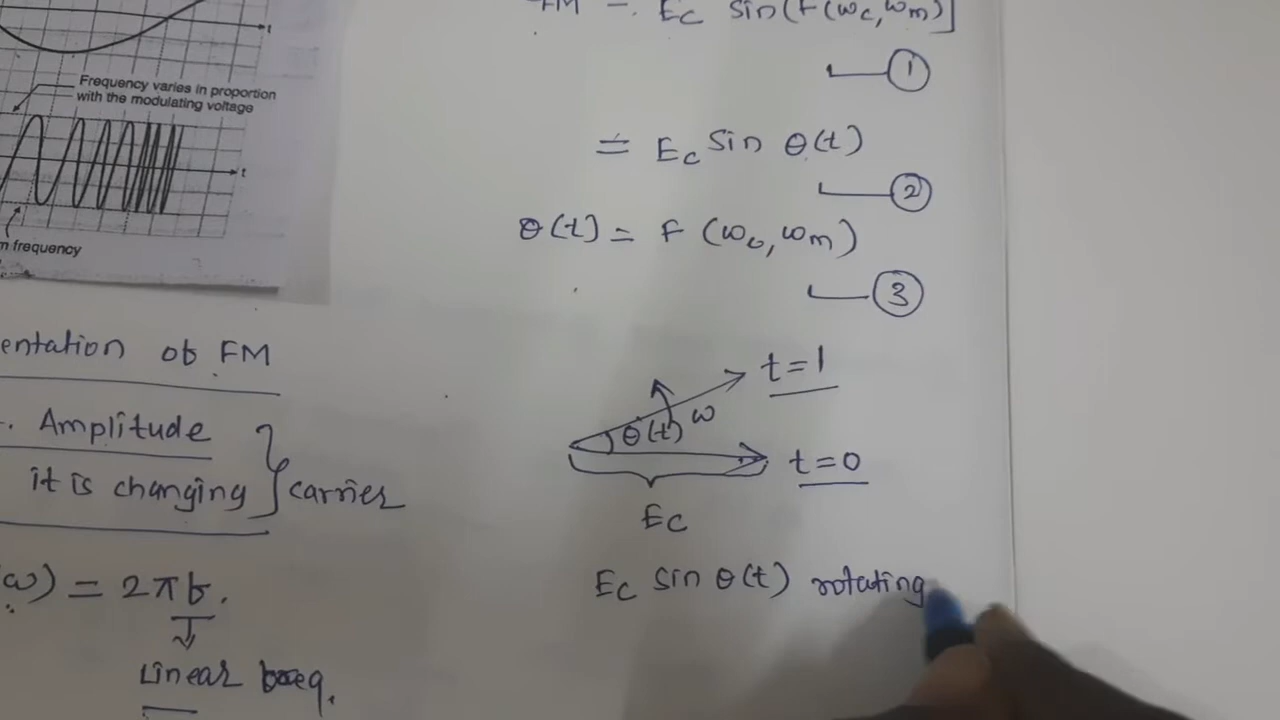 t
Frequency varies in proportion
with the modulating voltage
t
m frequency
entation of FM
Amplitude
it is changing
carrier
ω) = 2πf.
Linear freq.
FM = Ec Sin[F(ωc,ωm)]
1
= Ec Sin θ(t)
2
θ(t) = F (ωc,ωm)
3
t=1
θ(t) ω
t=0
Ec
Ec Sin θ(t) rotating